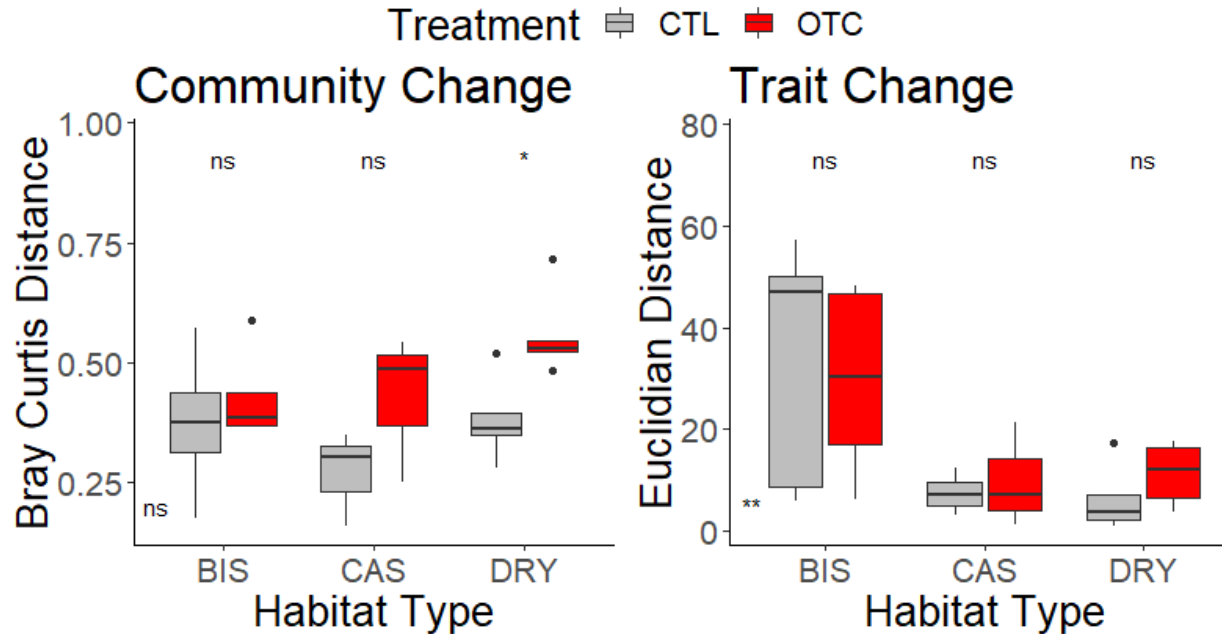 Treatment CTL OTC
Community Change
Bray Curtis Distance
1.00
0.75
0.50
0.25
ns ns *
ns
BIS CAS DRY
Habitat Type
Trait Change
Euclidian Distance
80
60
40
20
0
ns ns ns
**
BIS CAS DRY
Habitat Type